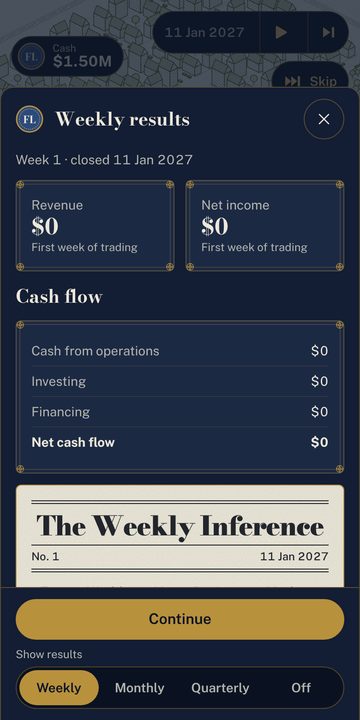 11 Jan 2027
FL
Cash
$1.50M
Skip
FL
Weekly results
Week 1 · closed 11 Jan 2027
Revenue
$0
First week of trading
Net income
$0
First week of trading
Cash flow
Cash from operations $0
Investing $0
Financing $0
Net cash flow $0
The Weekly Inference
No. 1 11 Jan 2027
Continue
Show results
Weekly Monthly Quarterly Off